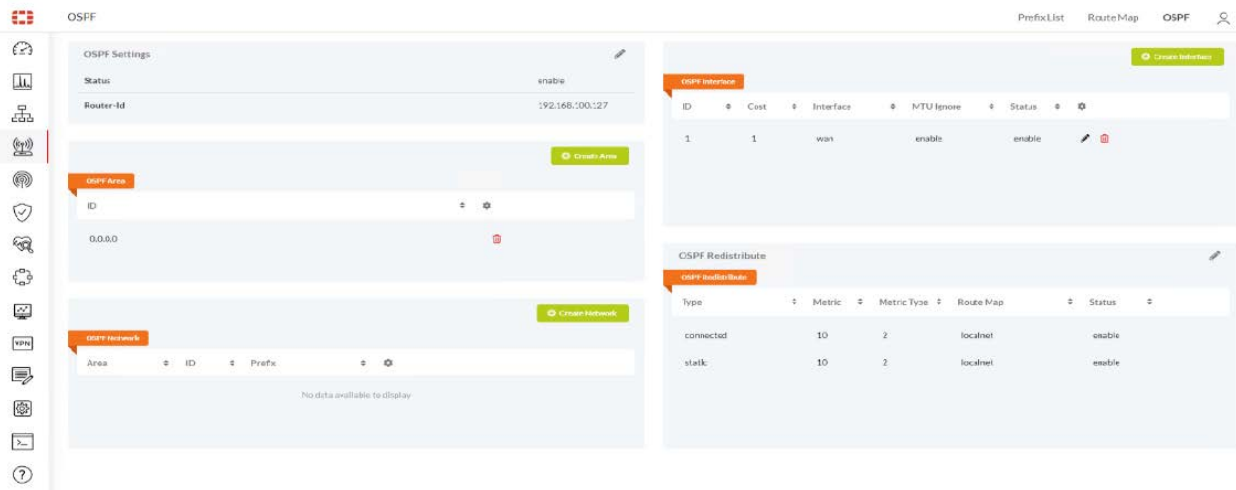 OSPF
Prefix List Route Map OSPF
OSPF Settings
Status enable
Router-Id 192.168.100.127
Create Area
OSPF Area
ID
0.0.0.0
Create Network
OSPF Network
Area ID Prefix
No data available to display
Create Interface
OSPF Interface
ID Cost Interface MTU Ignore Status
1 1 wan enable enable
OSPF Redistribute
OSPF Redistribute
Type Metric Metric Type Route Map Status
connected 10 2 localnet enable
static 10 2 localnet enable
VPN